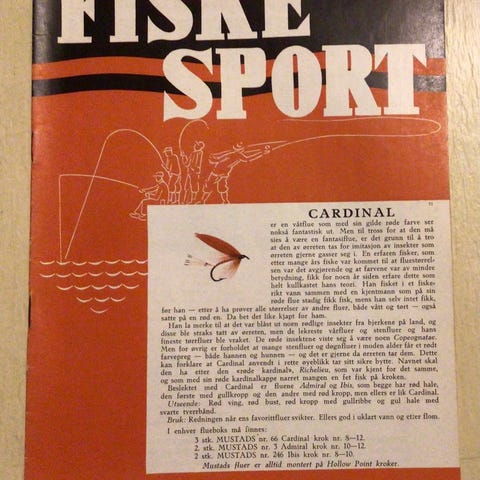 FISKE
SPORT
CARDINAL
er en våtflue som med sin gilde røde farve ser
nokså fantastisk ut. Men til tross for at den må
sies å være en fantasiflue, er det grunn til å tro
at den av ørreten tas for imitasjon av insekter som
ørreten gjerne gasser seg i. En erfaren fisker, som
etter mange års fiske var kommet til at fluestørrel-
sen var det avgjørende og at farvene var av mindre
betydning, fikk for noen år siden erfare dette som
helt kullkastet hans teori. Han fisket i et fiske-
rikt vann sammen med en kjentmann som på sin
røde flue stadig fikk fisk, mens han selv intet fikk,
før han — etter å ha prøver alle størrelser av andre fluer, både vått og tørt — også
satte på en rød en. Da bet det like kjapt for ham.
Han la merke til at det var blåst ut noen rødlige insekter fra bjerkene på land, og
disse ble straks tatt av ørreten, men de lekreste våtfluer og stenfluer og hans
fineste tørrfluer ble vraket. De røde insektene viste seg å være noen Copeognatæ.
Men for øvrig er forholdet at mange stenfluer og døgnfluer i moden alder får et rødt
farvepreg — både hannen og hunnen — og det er gjerne da ørreten tar dem. Dette
kan forklare at Cardinal anvendt i rette øyeblikk tar sitt sikre bytte. Navnet skal
den ha etter den «røde kardinal», Richelieu, som var kjent for det samme,
og som med sin røde kardinalkappe narret mangen en fet fisk på kroken.
Beslektet med Cardinal er fluene Admiral og Ibis, som begge har rød hale,
den første med gullkropp og den andre med rød kropp, men ellers er lik Cardinal.
Utseende: Rød ving, rød bust, rød kropp med gullribbe og gul hale med
svarte tverrbånd.
Bruk: Redningen når ens favorittfluer svikter. Ellers god i uklart vann og etter flom.
I enhver flueboks må finnes:
3 stk. MUSTADS nr. 66 Cardinal krok nr. 8—12.
2 stk. MUSTADS nr. 3 Admiral krok nr. 10—12.
2 stk. MUSTADS nr. 246 Ibis krok nr. 8—10.
Mustads fluer er alltid montert på Hollow Point kroker.